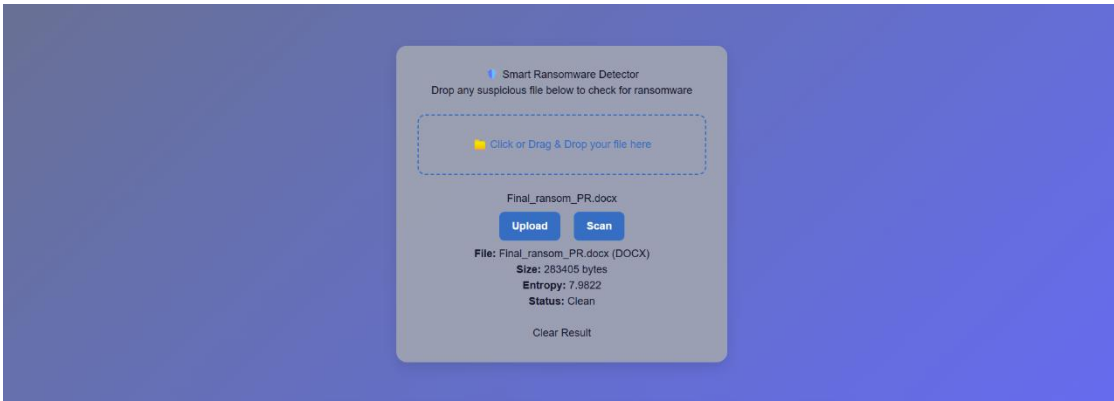 Smart Ransomware Detector
Drop any suspicious file below to check for ransomware
Click or Drag & Drop your file here
Final_ransom_PR.docx
Upload Scan
File: Final_ransom_PR.docx (DOCX)
Size: 283405 bytes
Entropy: 7.9822
Status: Clean
Clear Result